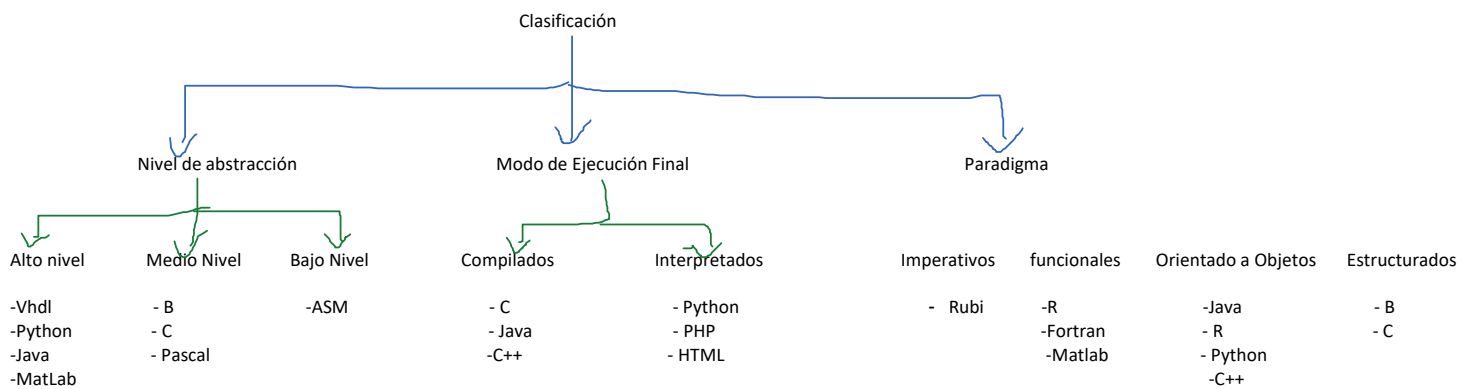 Clasificación
Nivel de abstracción
Modo de Ejecución Final
Paradigma
Alto nivel
-Vhdl
-Python
-Java
-MatLab
Medio Nivel
- B
- C
- Pascal
Bajo Nivel
-ASM
Compilados
- C
- Java
-C++
Interpretados
- Python
- PHP
- HTML
Imperativos
- Rubi
funcionales
-R
-Fortran
-Matlab
Orientado a Objetos
-Java
- R
- Python
-C++
Estructurados
- B
- C